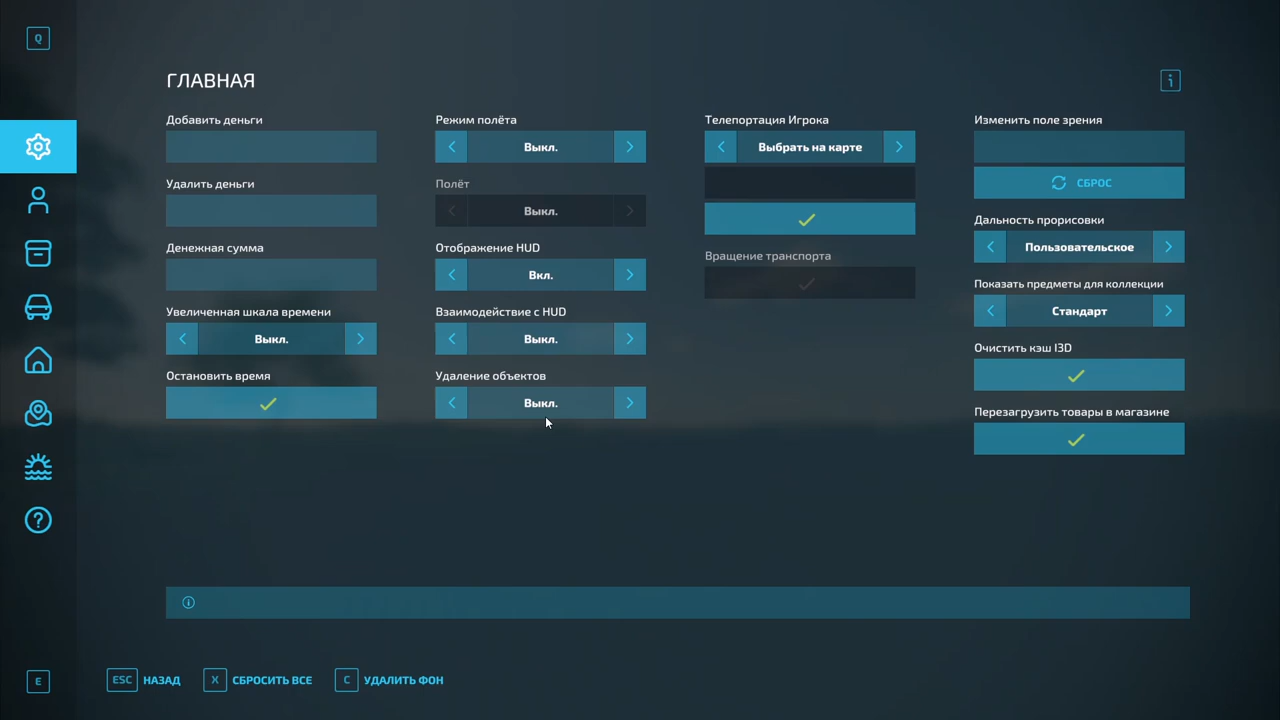 Q
ГЛАВНАЯ
i
Добавить деньги
Удалить деньги
Денежная сумма
Увеличенная шкала времени
Выкл.
Остановить время
Режим полёта
Выкл.
Полёт
Выкл.
Отображение HUD
Вкл.
Взаимодействие с HUD
Выкл.
Удаление объектов
Выкл.
Телепортация Игрока
Выбрать на карте
Вращение транспорта
Изменить поле зрения
СБРОС
Дальность прорисовки
Пользовательское
Показать предметы для коллекции
Стандарт
Очистить кэш I3D
Перезагрузить товары в магазине
E
ESC НАЗАД X СБРОСИТЬ ВСЕ C УДАЛИТЬ ФОН